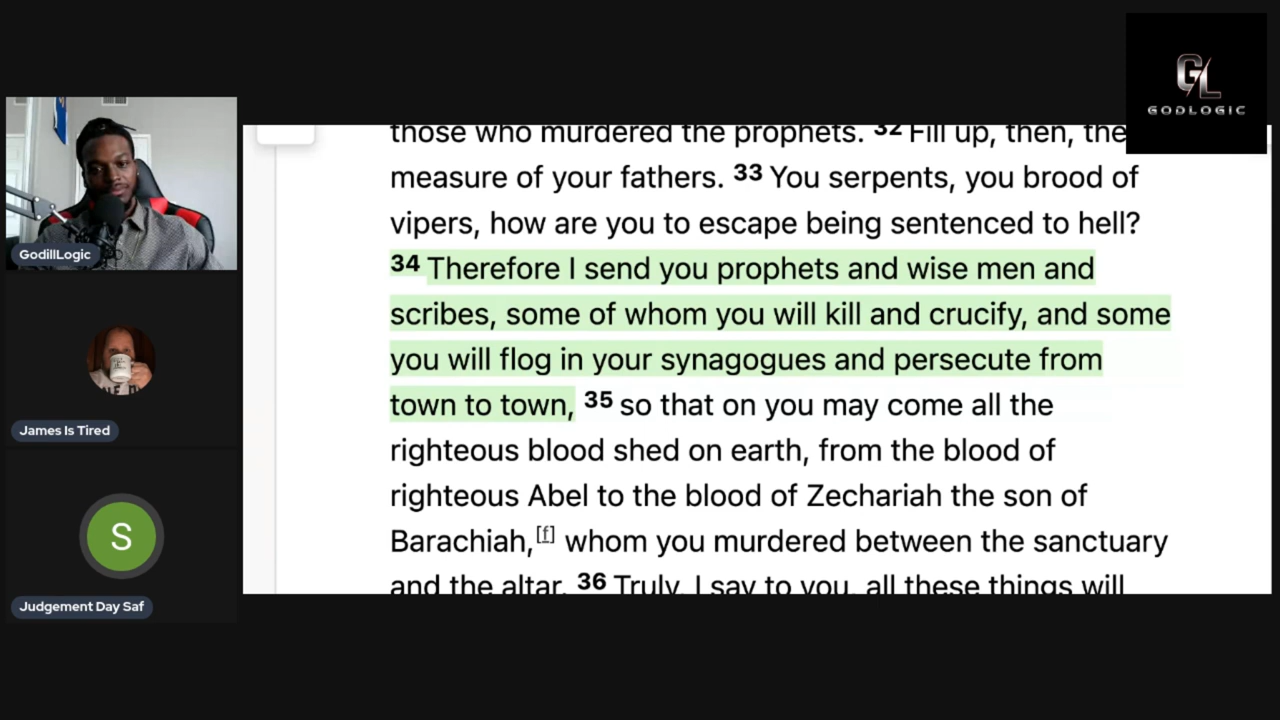 GL
GODLOGIC
GodillLogic
James Is Tired
S
Judgement Day Saf
those who murdered the prophets. 32 Fill up, then, the
measure of your fathers. 33 You serpents, you brood of
vipers, how are you to escape being sentenced to hell?
34 Therefore I send you prophets and wise men and
scribes, some of whom you will kill and crucify, and some
you will flog in your synagogues and persecute from
town to town, 35 so that on you may come all the
righteous blood shed on earth, from the blood of
righteous Abel to the blood of Zechariah the son of
Barachiah,[f] whom you murdered between the sanctuary
and the altar. 36 Truly, I say to you, all these things will